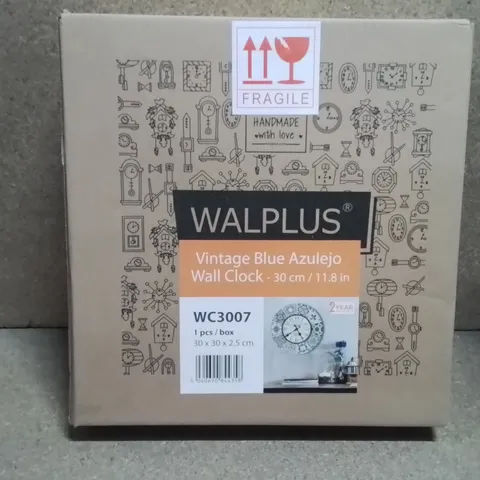 FRAGILE
HANDMADE
with love
WALPLUS®
Vintage Blue Azulejo
Wall Clock - 30 cm / 11.8 in
WC3007
1 pcs / box
30 x 30 x 2.5 cm
2 YEAR